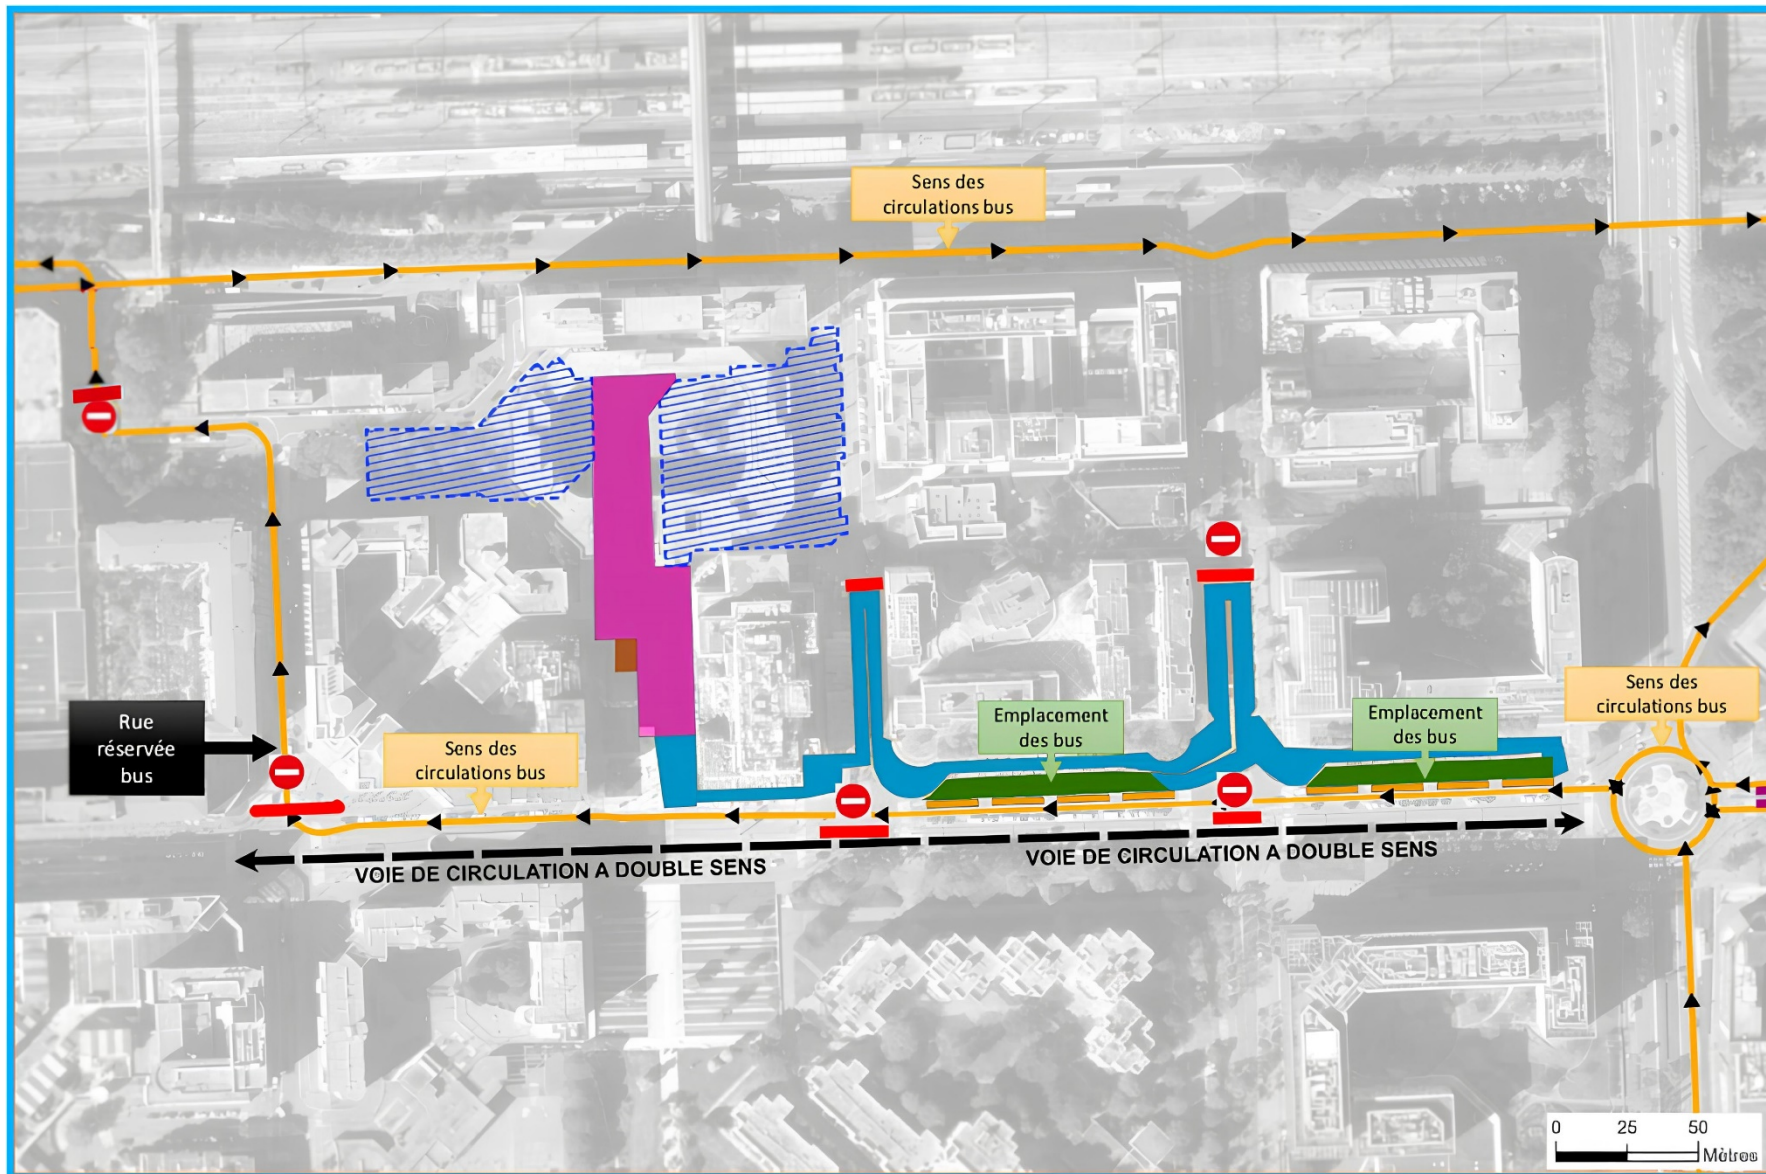 Sens des
circulations bus
Sens des
circulations bus
Rue
réservée
bus
Sens des
circulations bus
Emplacement
des bus
Emplacement
des bus
VOIE DE CIRCULATION A DOUBLE SENS
VOIE DE CIRCULATION A DOUBLE SENS
0 25 50
Mètres